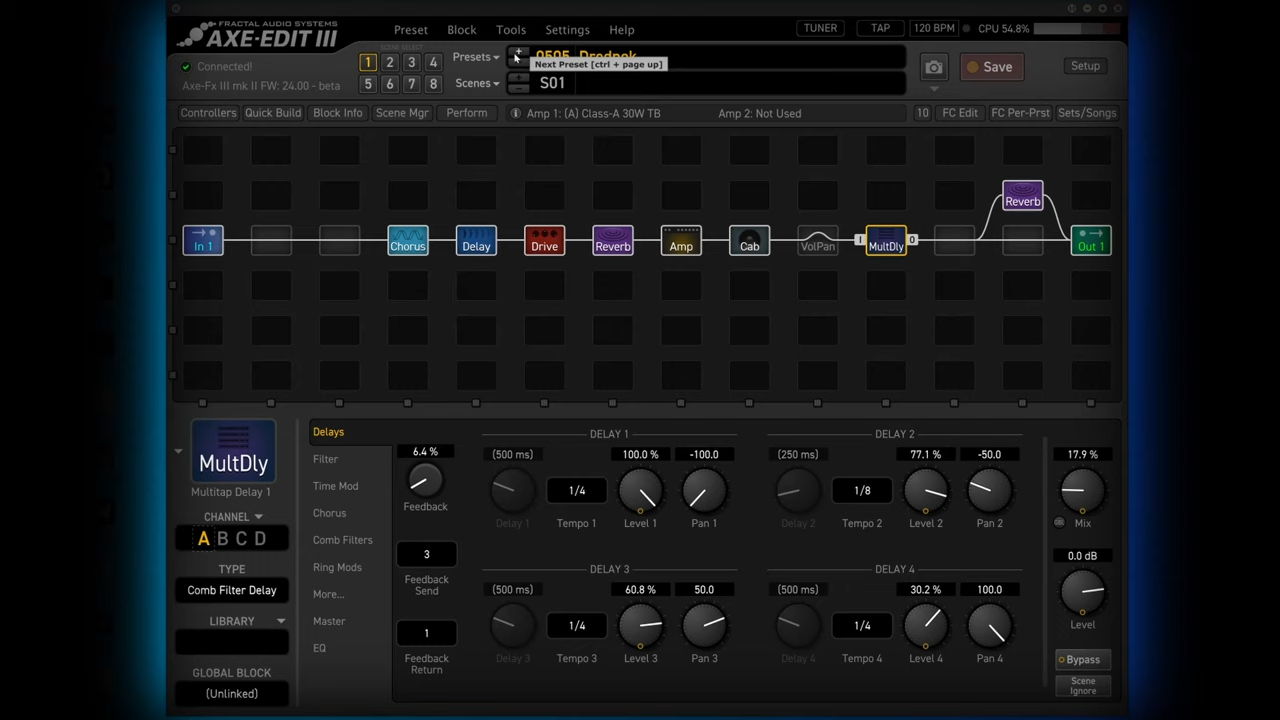 FRACTAL AUDIO SYSTEMS
AXE-EDIT III
Preset Block Tools Settings Help
TUNER TAP 120 BPM CPU 54.8%
SCENE SELECT
1 2 3 4
5 6 7 8
Connected!
Axe-Fx III mk II FW: 24.00 - beta
Presets
Next Preset [ctrl + page up]
Scenes S01
Save
Setup
Controllers Quick Build Block Info Scene Mgr Perform
Amp 1: (A) Class-A 30W TB Amp 2: Not Used
10 FC Edit FC Per-Prst Sets/Songs
Reverb
In 1 Chorus Delay Drive Reverb Amp Cab VolPan I MultDly O Out 1
MultDly
Multitap Delay 1
CHANNEL
A B C D
TYPE
Comb Filter Delay
LIBRARY
GLOBAL BLOCK
(Unlinked)
Delays
Filter
Time Mod
Chorus
Comb Filters
Ring Mods
More...
Master
EQ
6.4 %
Feedback
3
Feedback
Send
1
Feedback
Return
DELAY 1
(500 ms) 100.0 % -100.0
1/4
Delay 1 Tempo 1 Level 1 Pan 1
DELAY 2
(250 ms) 77.1 % -50.0
1/8
Delay 2 Tempo 2 Level 2 Pan 2
DELAY 3
(500 ms) 60.8 % 50.0
1/4
Delay 3 Tempo 3 Level 3 Pan 3
DELAY 4
(500 ms) 30.2 % 100.0
1/4
Delay 4 Tempo 4 Level 4 Pan 4
17.9 %
Mix
0.0 dB
Level
Bypass
Scene
Ignore